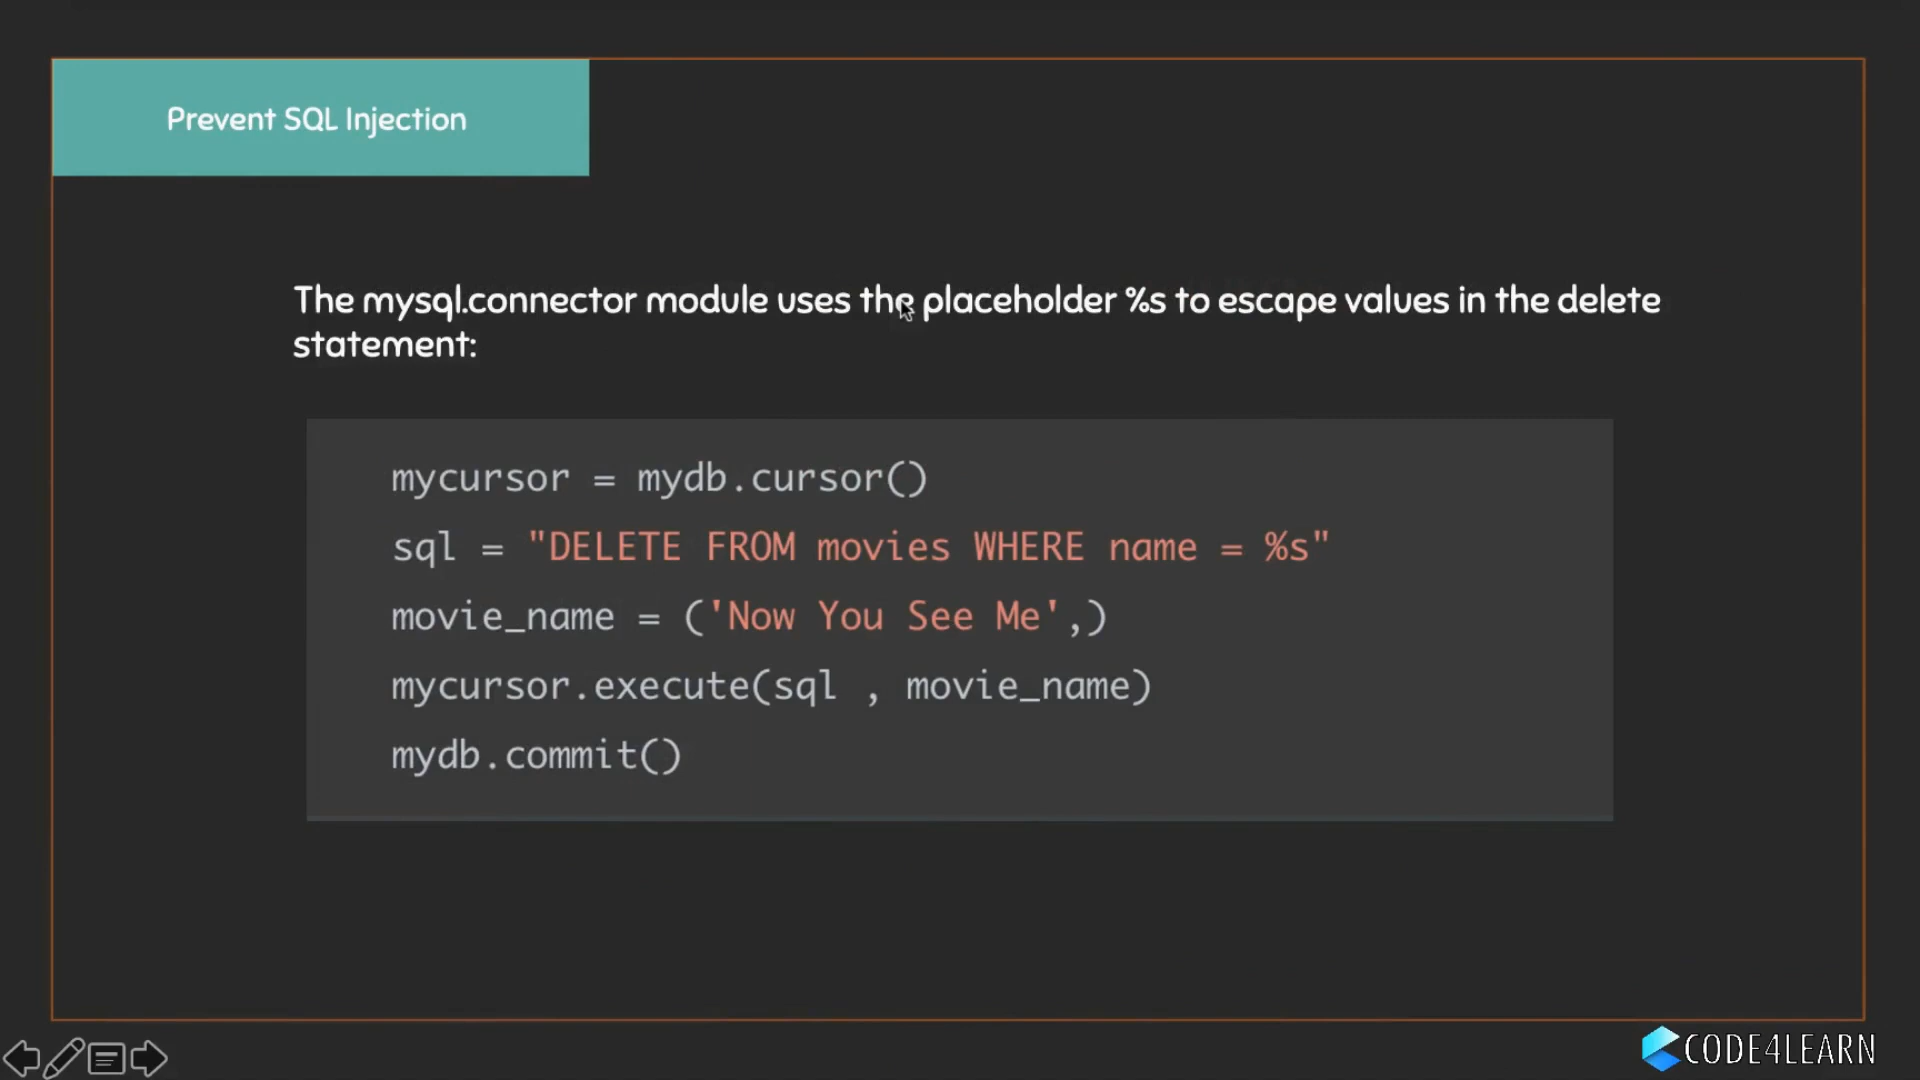 Prevent SQL Injection
The mysql.connector module uses the placeholder %s to escape values in the delete
statement:
mycursor = mydb.cursor()
sql = "DELETE FROM movies WHERE name = %s"
movie_name = ('Now You See Me',)
mycursor.execute(sql , movie_name)
mydb.commit()
CODE4LEARN